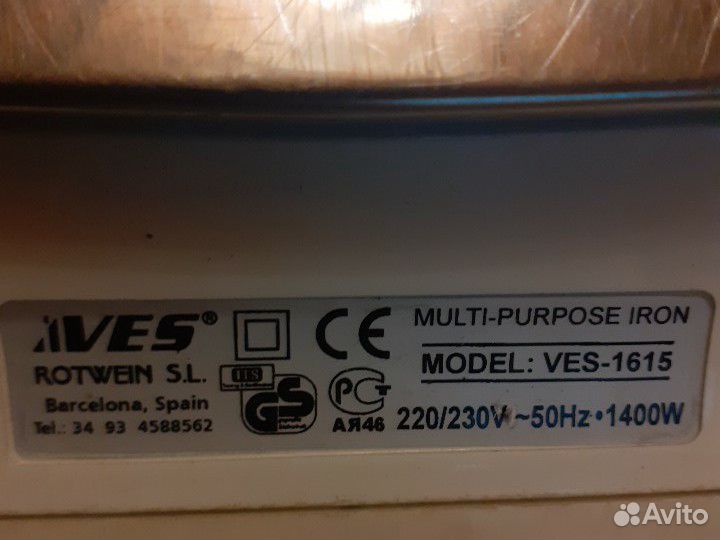 VES®
ROTWEIN S.L.
Barcelona, Spain
Tel.: 34 93 4588562
CE
GS
РСТ
АЯ46
MULTI-PURPOSE IRON
MODEL: VES-1615
220/230V ~50Hz•1400W
Avito